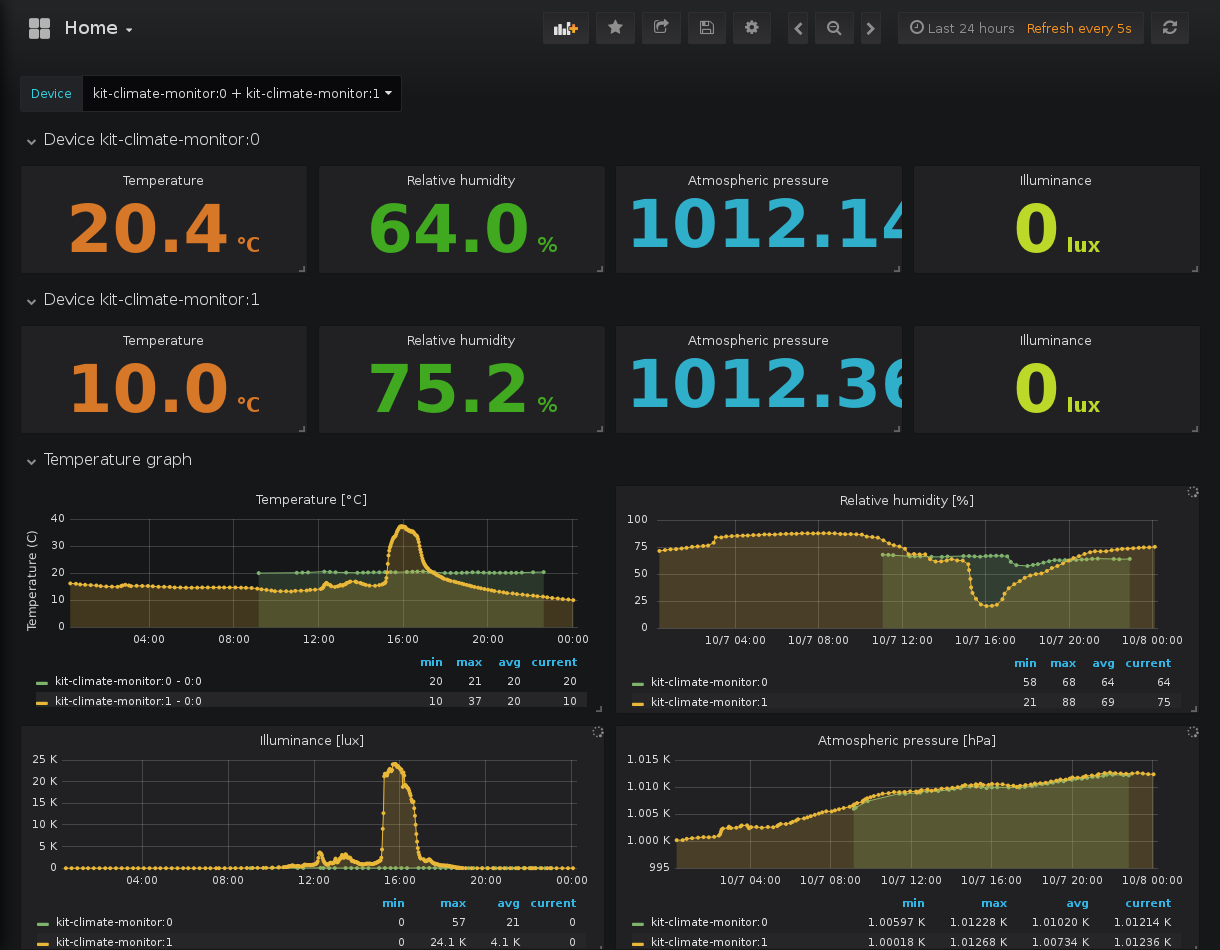 Home
Last 24 hours Refresh every 5s
Device kit-climate-monitor:0 + kit-climate-monitor:1
Device kit-climate-monitor:0
Temperature Relative humidity Atmospheric pressure Illuminance
20.4 °C 64.0 % 1012.14 0 lux
Device kit-climate-monitor:1
Temperature Relative humidity Atmospheric pressure Illuminance
10.0 °C 75.2 % 1012.36 0 lux
Temperature graph
Temperature [°C]
Temperature (C)
40
30
20
10
0
04:00 08:00 12:00 16:00 20:00 00:00
min max avg current
kit-climate-monitor:0 - 0:0 20 21 20 20
kit-climate-monitor:1 - 0:0 10 37 20 10
Relative humidity [%]
100
75
50
25
0
10/7 04:00 10/7 08:00 10/7 12:00 10/7 16:00 10/7 20:00 10/8 00:00
min max avg current
kit-climate-monitor:0 58 68 64 64
kit-climate-monitor:1 21 88 69 75
Illuminance [lux]
25 K
20 K
15 K
10 K
5 K
0
04:00 08:00 12:00 16:00 20:00 00:00
min max avg current
kit-climate-monitor:0 0 57 21 0
kit-climate-monitor:1 0 24.1 K 4.1 K 0
Atmospheric pressure [hPa]
1.015 K
1.010 K
1.005 K
1.000 K
995
10/7 04:00 10/7 08:00 10/7 12:00 10/7 16:00 10/7 20:00 10/8 00:00
min max avg current
kit-climate-monitor:0 1.00597 K 1.01228 K 1.01020 K 1.01214 K
kit-climate-monitor:1 1.00018 K 1.01268 K 1.00734 K 1.01236 K